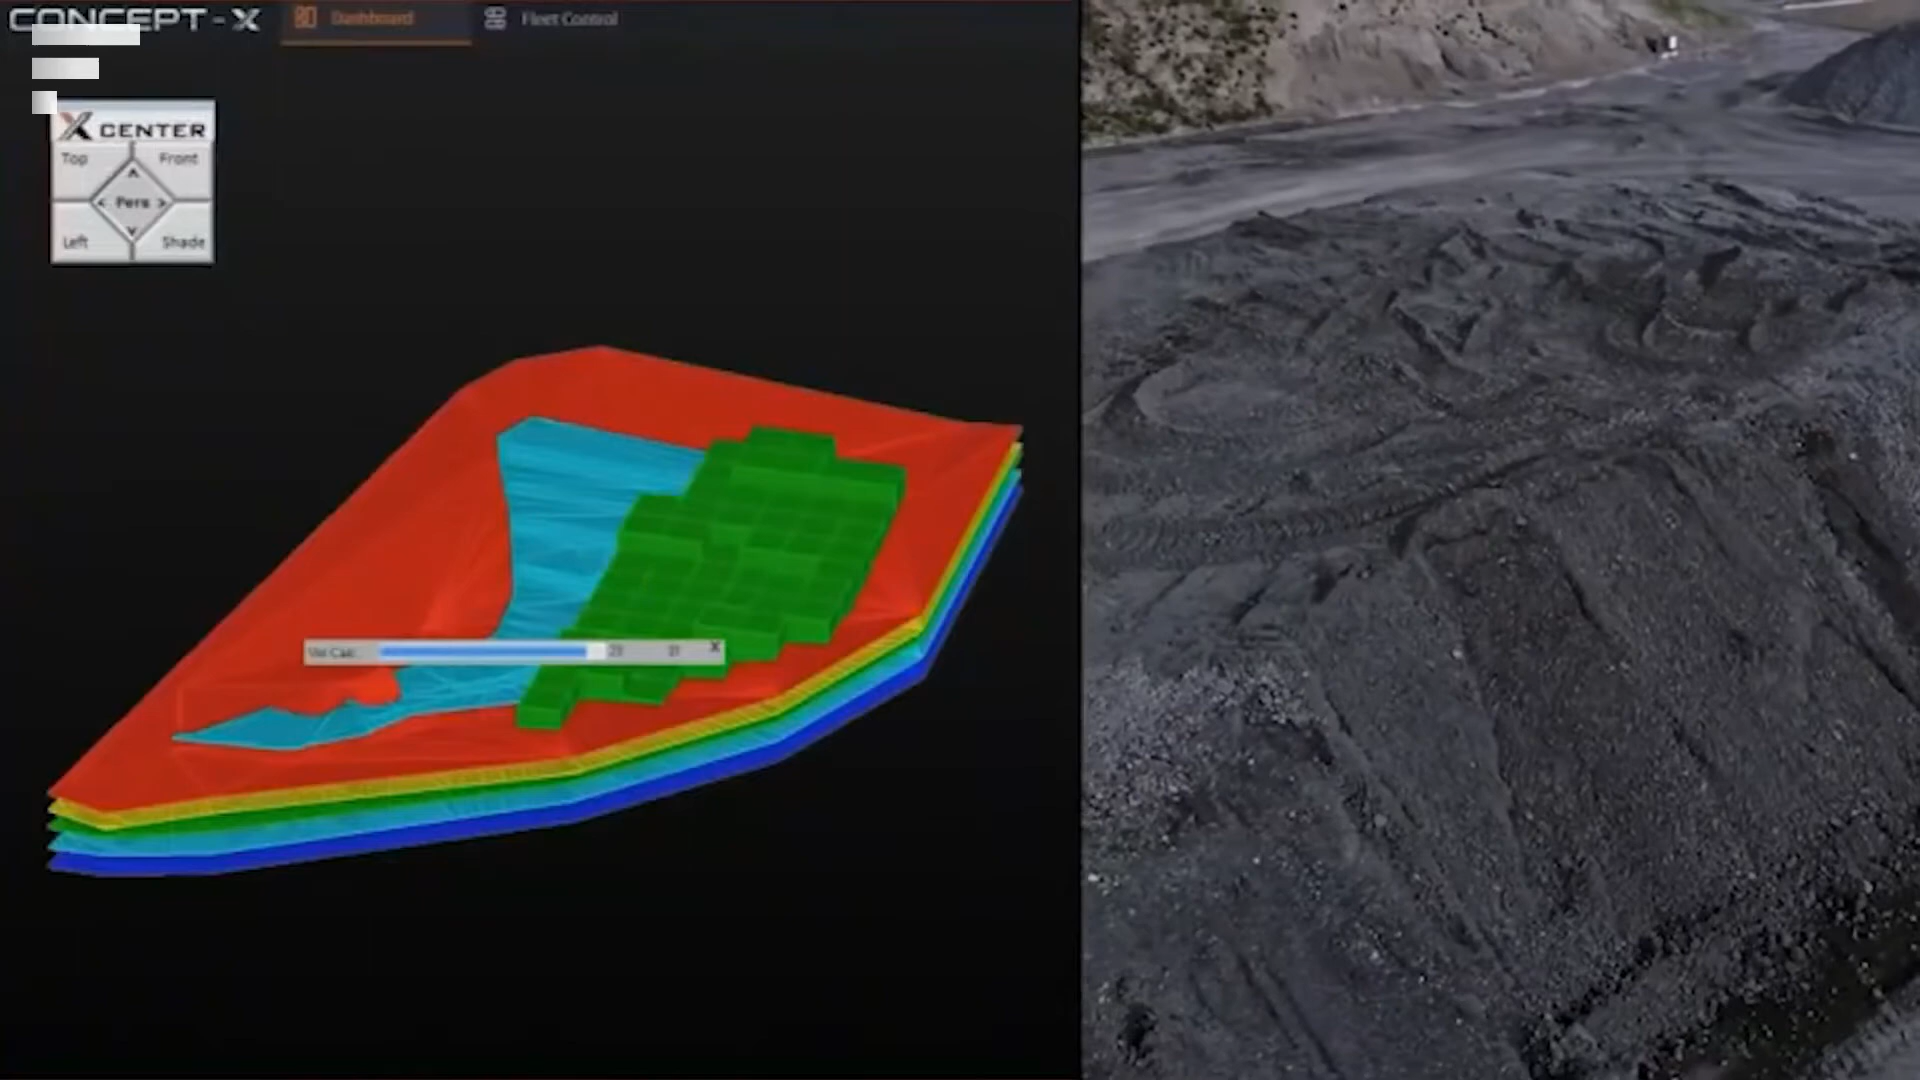 CONCEPT - X
Dashboard
Fleet Control
X CENTER
Top
Front
< Pers >
Left
Shade
X